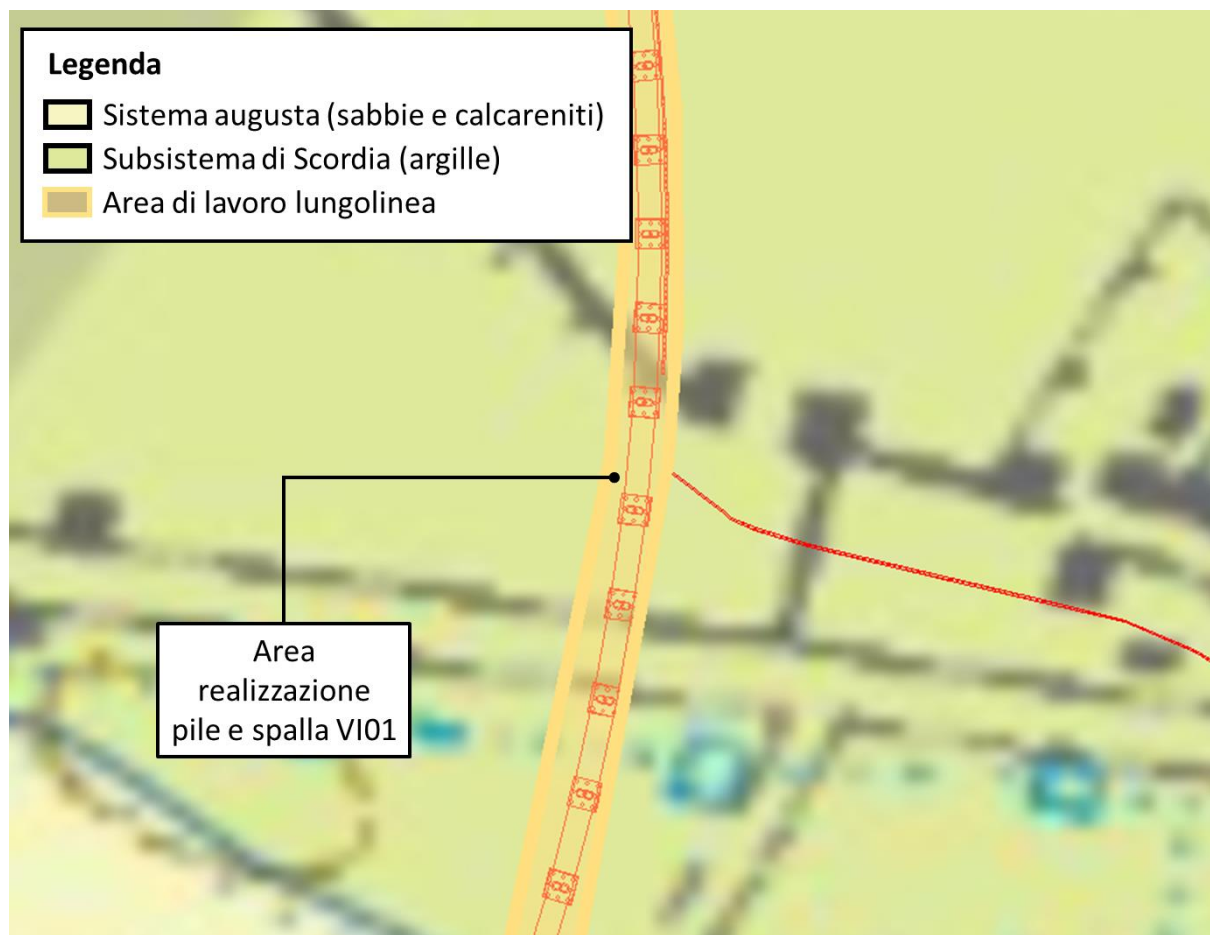 Legenda
Sistema augusta (sabbie e calcareniti)
Subsistema di Scordia (argille)
Area di lavoro lungolinea
Area
realizzazione
pile e spalla VI01